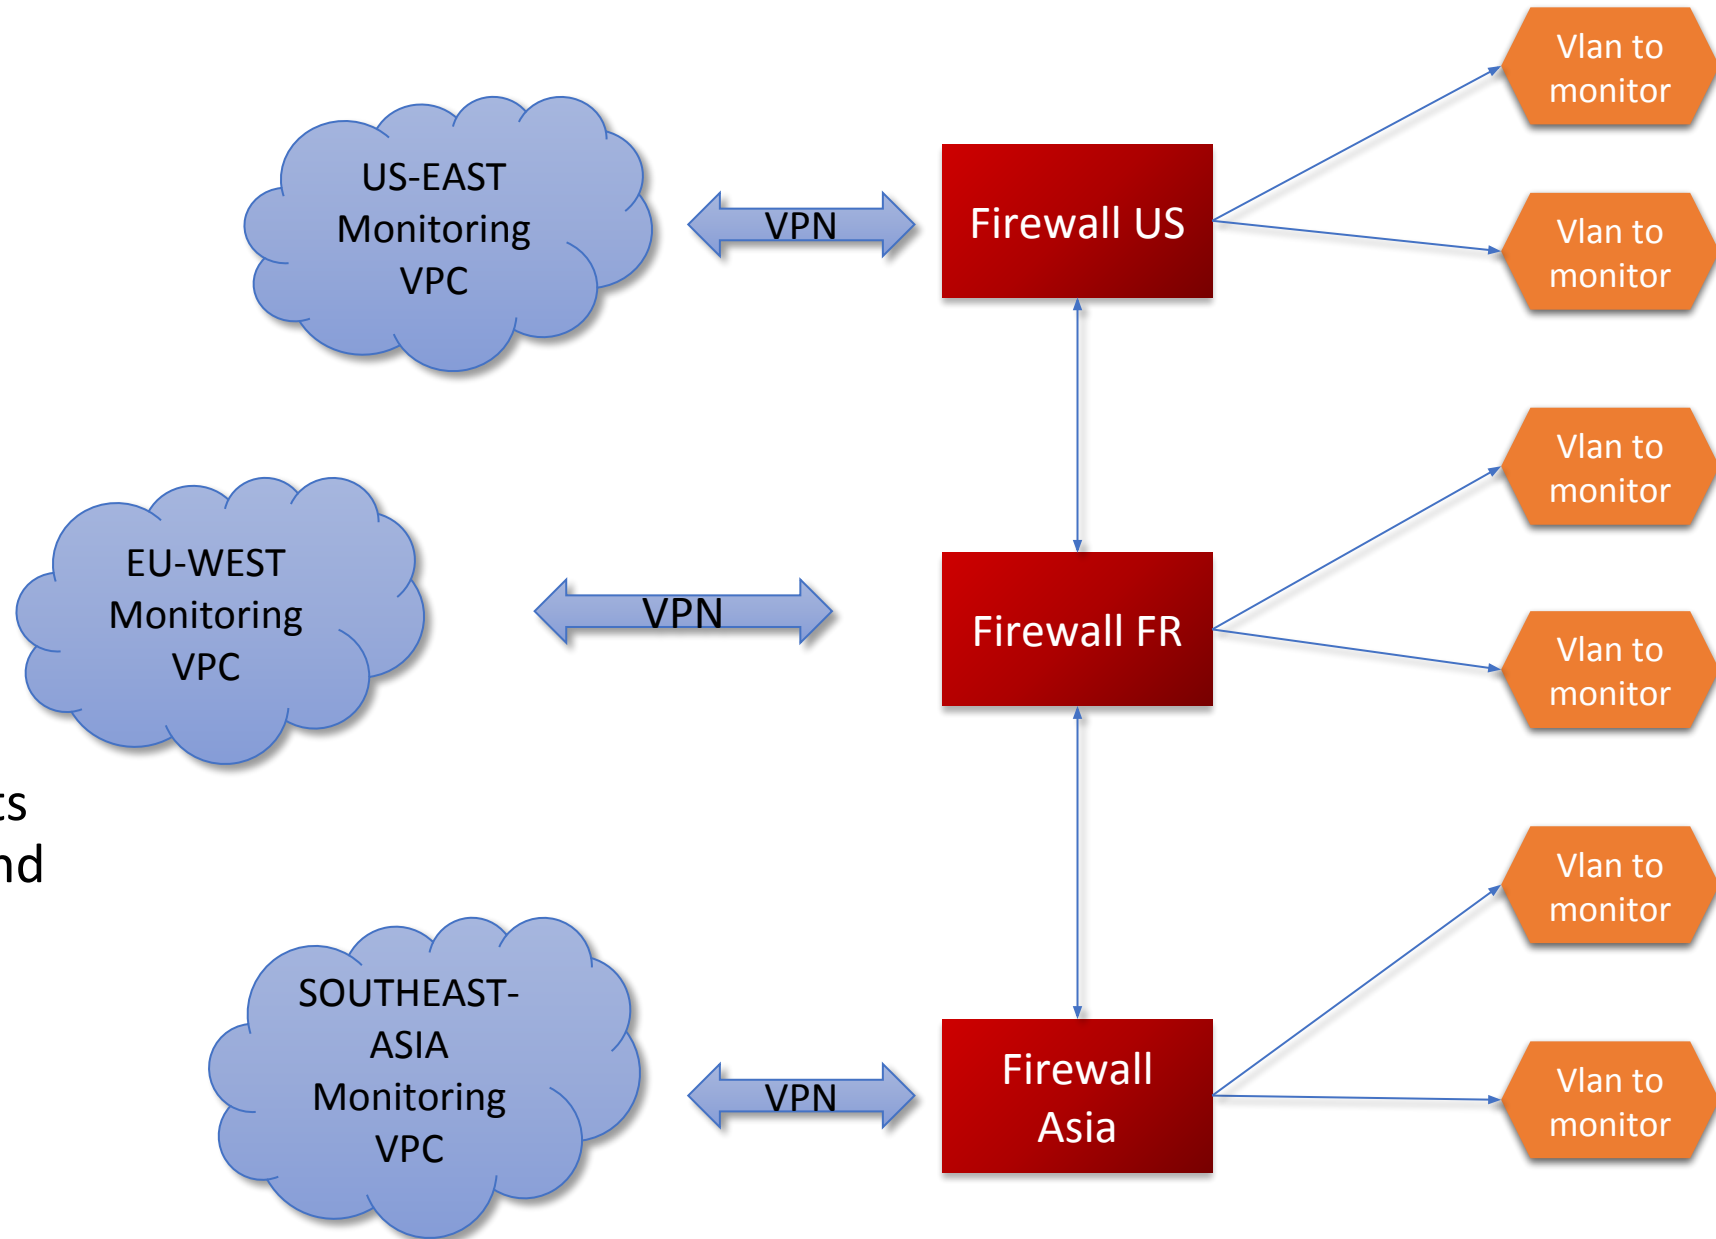 Vlan to
monitor
US-EAST
Monitoring
VPC
VPN
Firewall US
Vlan to
monitor
Vlan to
monitor
EU-WEST
Monitoring
VPC
VPN
Firewall FR
Vlan to
monitor
ts
nd
Vlan to
monitor
SOUTHEAST-
ASIA
Monitoring
VPC
VPN
Firewall
Asia
Vlan to
monitor